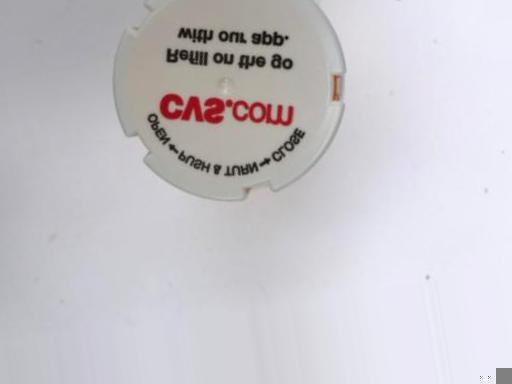 OPEN ← PUSH & TURN → CLOSE
CVS.com
Refill on the go
with our app.